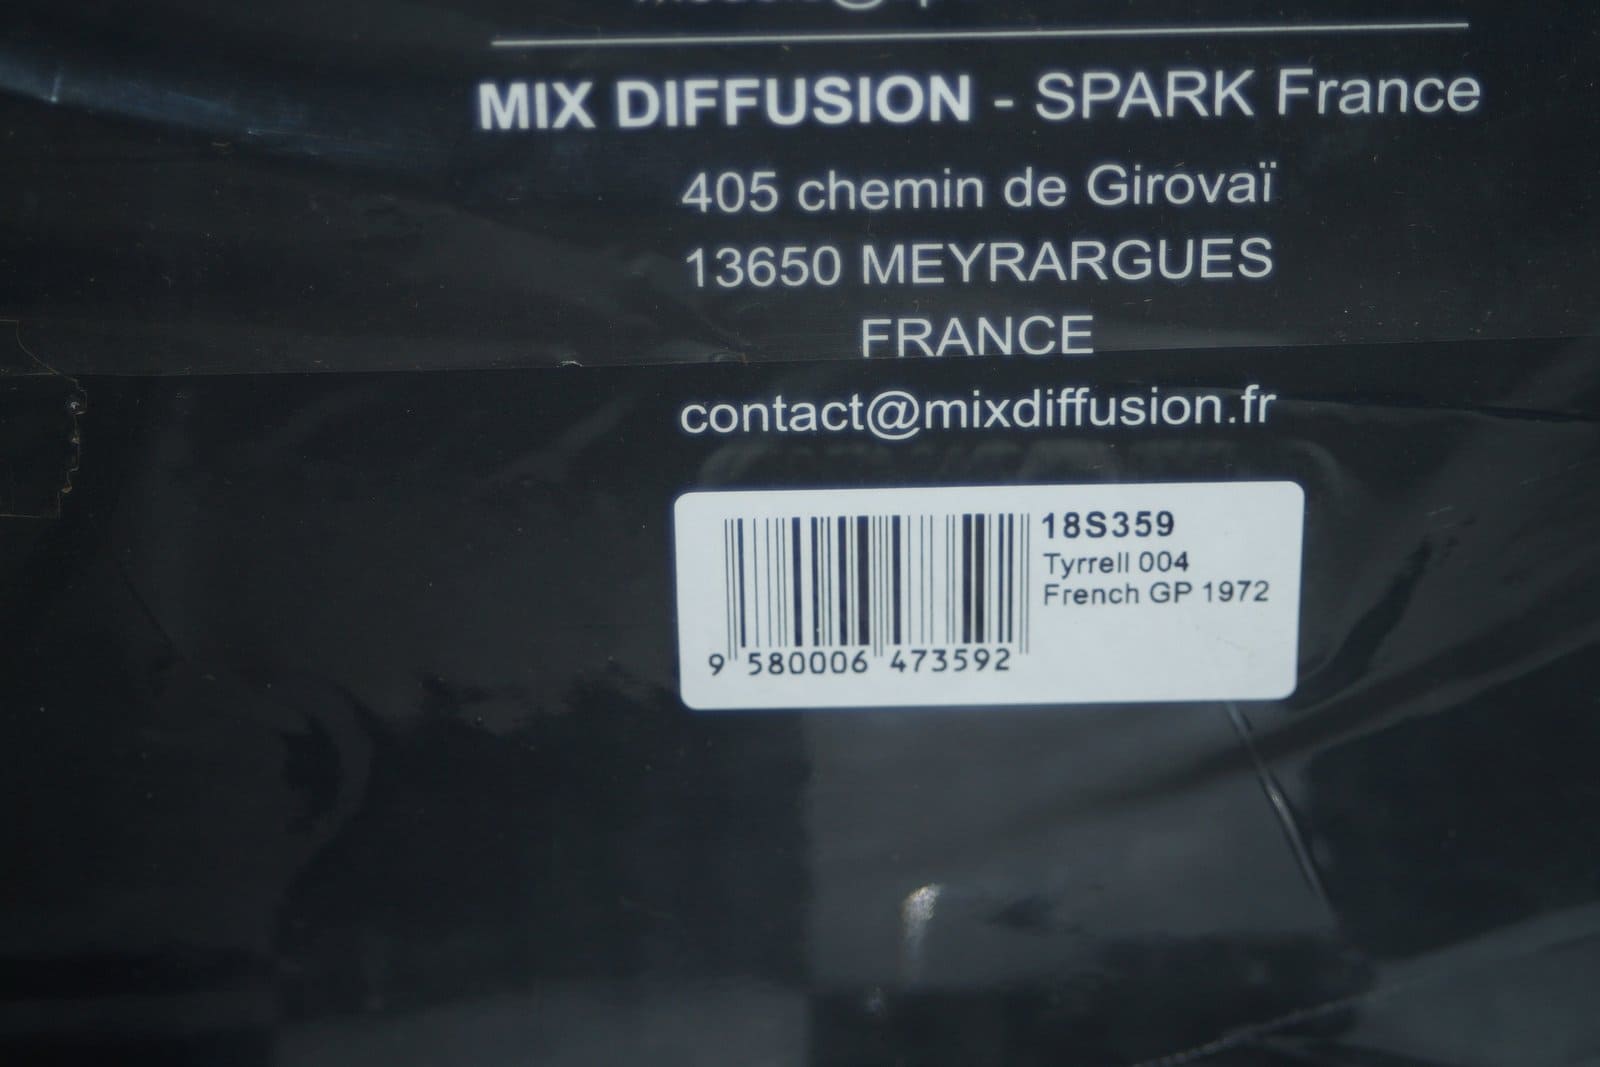 MIX DIFFUSION - SPARK France
405 chemin de Girovaï
13650 MEYRARGUES
FRANCE
contact@mixdiffusion.fr
18S359
Tyrrell 004
French GP 1972
9 580006 473592